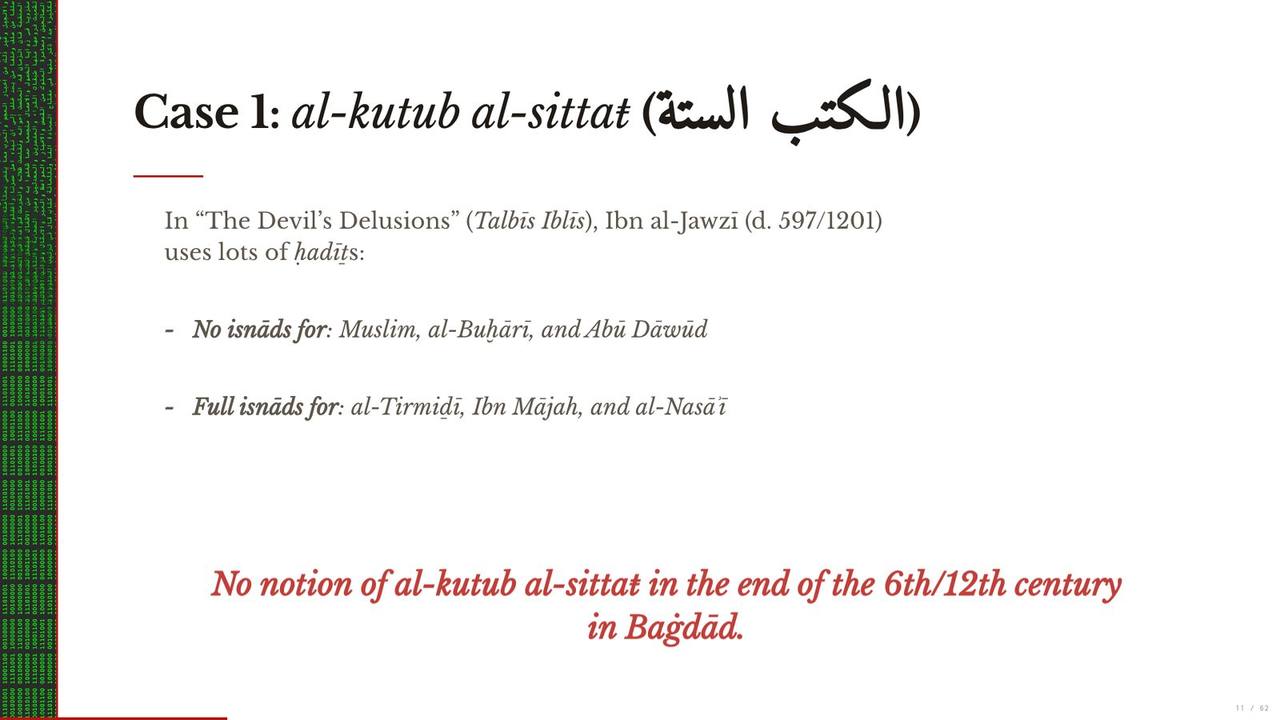 Case 1: al-kutub al-sittaŧ (الكتب الستة)
In “The Devil’s Delusions” (Talbīs Iblīs), Ibn al-Jawzī (d. 597/1201)
uses lots of ḥadīṯs:
- No isnāds for: Muslim, al-Buḫārī, and Abū Dāwūd
- Full isnāds for: al-Tirmiḏī, Ibn Mājah, and al-Nasāʾī
No notion of al-kutub al-sittaŧ in the end of the 6th/12th century
in Baġdād.
11 / 62